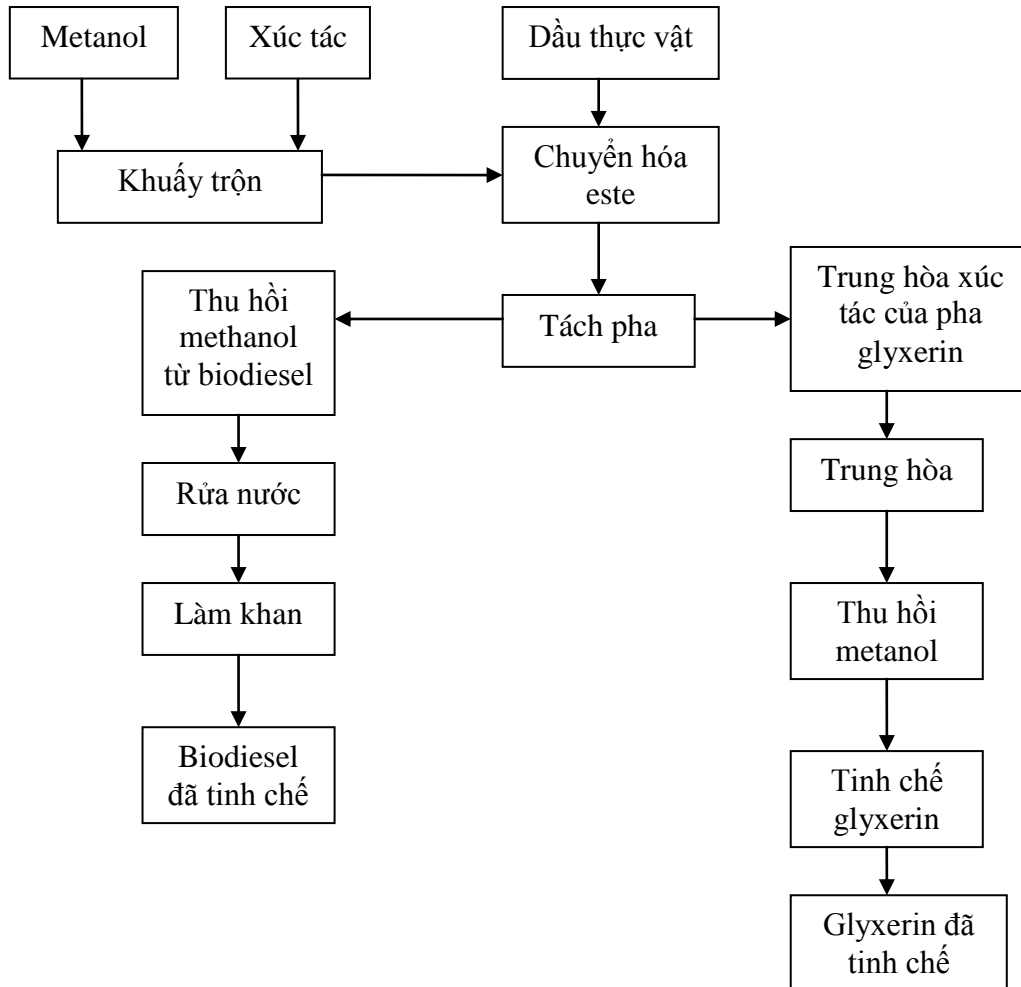 Metanol
Xúc tác
Dầu thực vật
Khuấy trộn
Chuyển hóa
este
Thu hồi
methanol
từ biodiesel
Tách pha
Trung hòa xúc
tác của pha
glyxerin
Rửa nước
Trung hòa
Làm khan
Thu hồi
metanol
Biodiesel
đã tinh chế
Tinh chế
glyxerin
Glyxerin đã
tinh chế